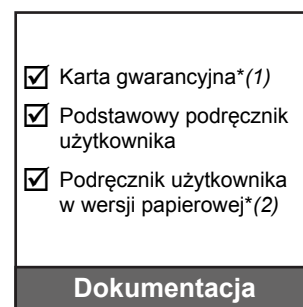 Karta gwarancyjna*(1)
Podstawowy podręcznik
użytkownika
Podręcznik użytkownika
w wersji papierowej*(2)
Dokumentacja